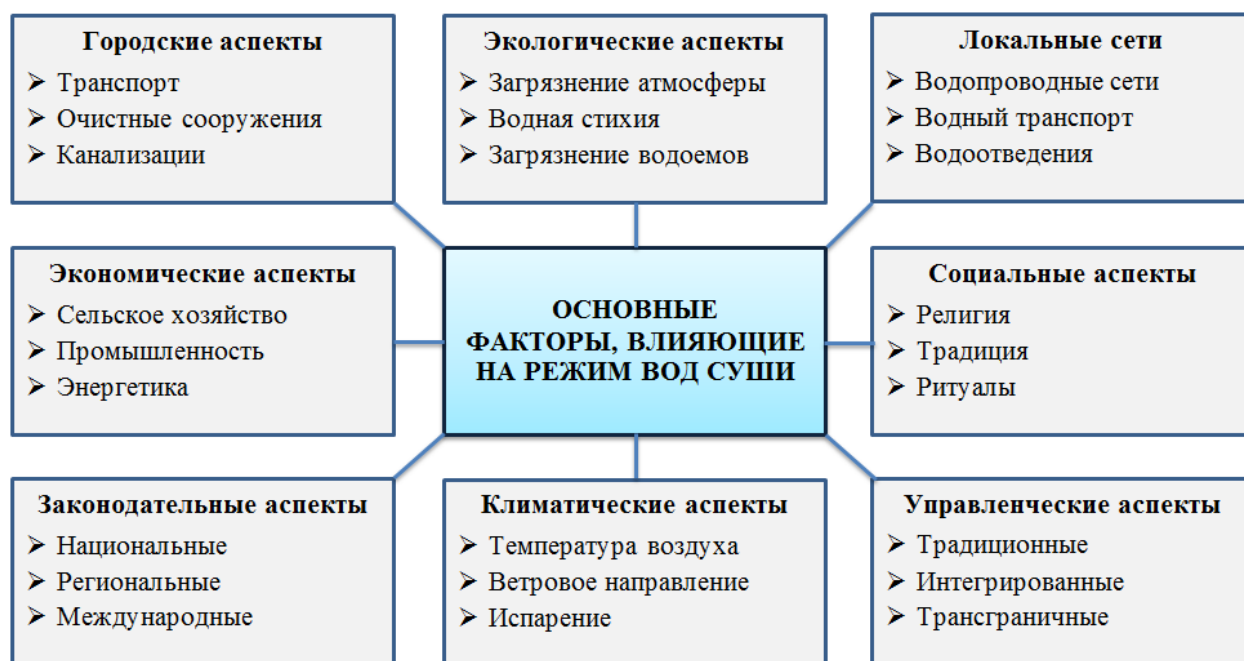 Городские аспекты
➤ Транспорт
➤ Очистные сооружения
➤ Канализации
Экологические аспекты
➤ Загрязнение атмосферы
➤ Водная стихия
➤ Загрязнение водоемов
Локальные сети
➤ Водопроводные сети
➤ Водный транспорт
➤ Водоотведения
Экономические аспекты
➤ Сельское хозяйство
➤ Промышленность
➤ Энергетика
ОСНОВНЫЕ
ФАКТОРЫ, ВЛИЯЮЩИЕ
НА РЕЖИМ ВОД СУШИ
Социальные аспекты
➤ Религия
➤ Традиция
➤ Ритуалы
Законодательные аспекты
➤ Национальные
➤ Региональные
➤ Международные
Климатические аспекты
➤ Температура воздуха
➤ Ветровое направление
➤ Испарение
Управленческие аспекты
➤ Традиционные
➤ Интегрированные
➤ Трансграничные